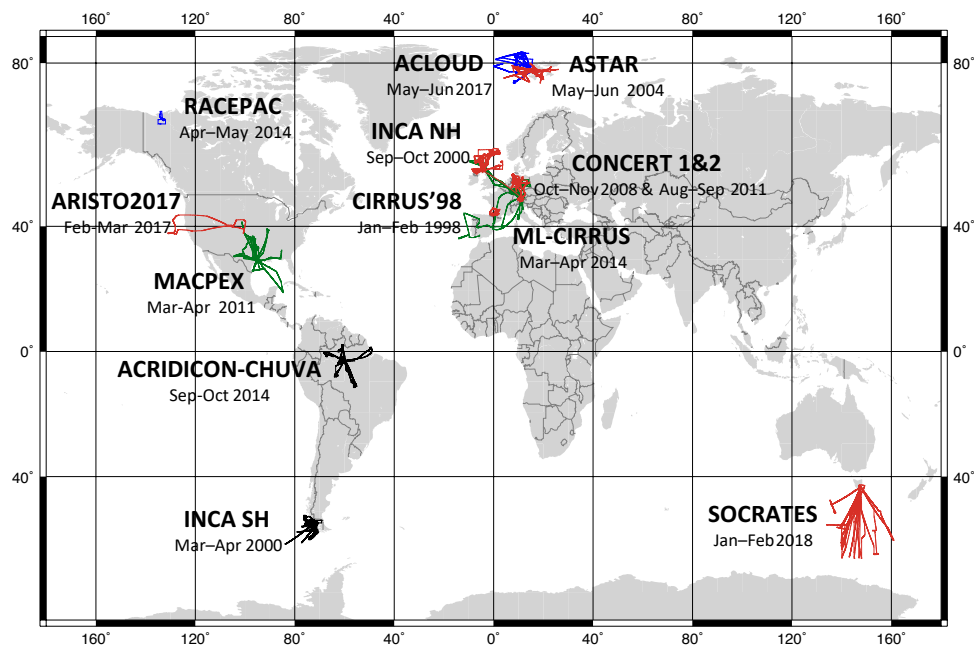 160° 120° 80° 40° 0° 40° 80° 120° 160°
80° 80°
ACLOUD
May–Jun 2017
ASTAR
May–Jun 2004
RACEPAC
Apr–May 2014
INCA NH
Sep–Oct 2000
CONCERT 1&2
Oct–Nov 2008 & Aug–Sep 2011
ARISTO2017
Feb-Mar 2017
CIRRUS’98
Jan–Feb 1998
40° 40°
ML-CIRRUS
Mar-Apr 2014
MACPEX
Mar-Apr 2011
0° 0°
ACRIDICON-CHUVA
Sep-Oct 2014
40° 40°
INCA SH
Mar–Apr 2000
SOCRATES
Jan–Feb 2018
160° 120° 80° 40° 0° 40° 80° 120° 160°